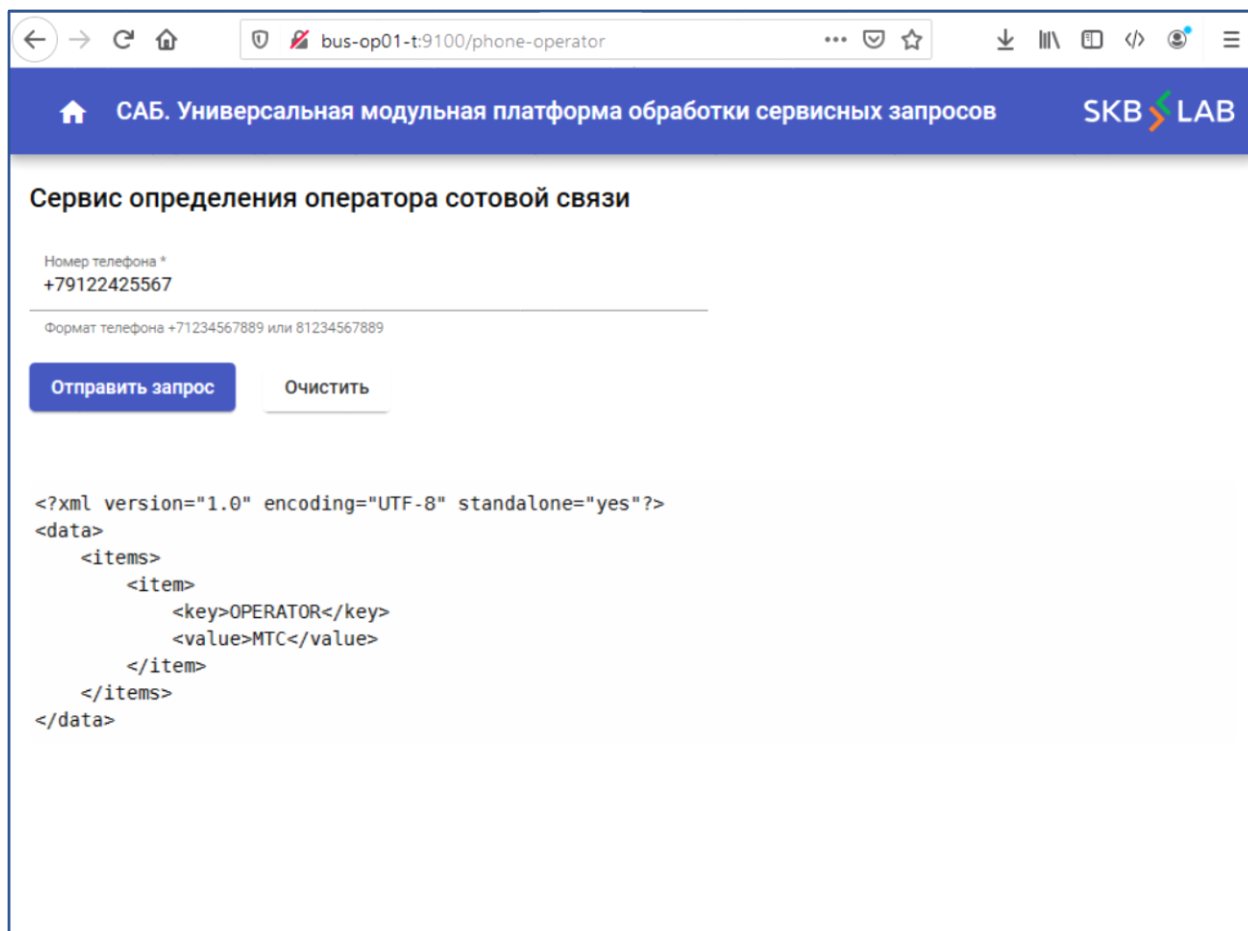 bus-op01-t:9100/phone-operator
САБ. Универсальная модульная платформа обработки сервисных запросов
SKB LAB
Сервис определения оператора сотовой связи
Номер телефона *
+79122425567
Формат телефона +71234567889 или 81234567889
Отправить запрос Очистить
<?xml version="1.0" encoding="UTF-8" standalone="yes"?>
<data>
    <items>
        <item>
            <key>OPERATOR</key>
            <value>МТС</value>
        </item>
    </items>
</data>